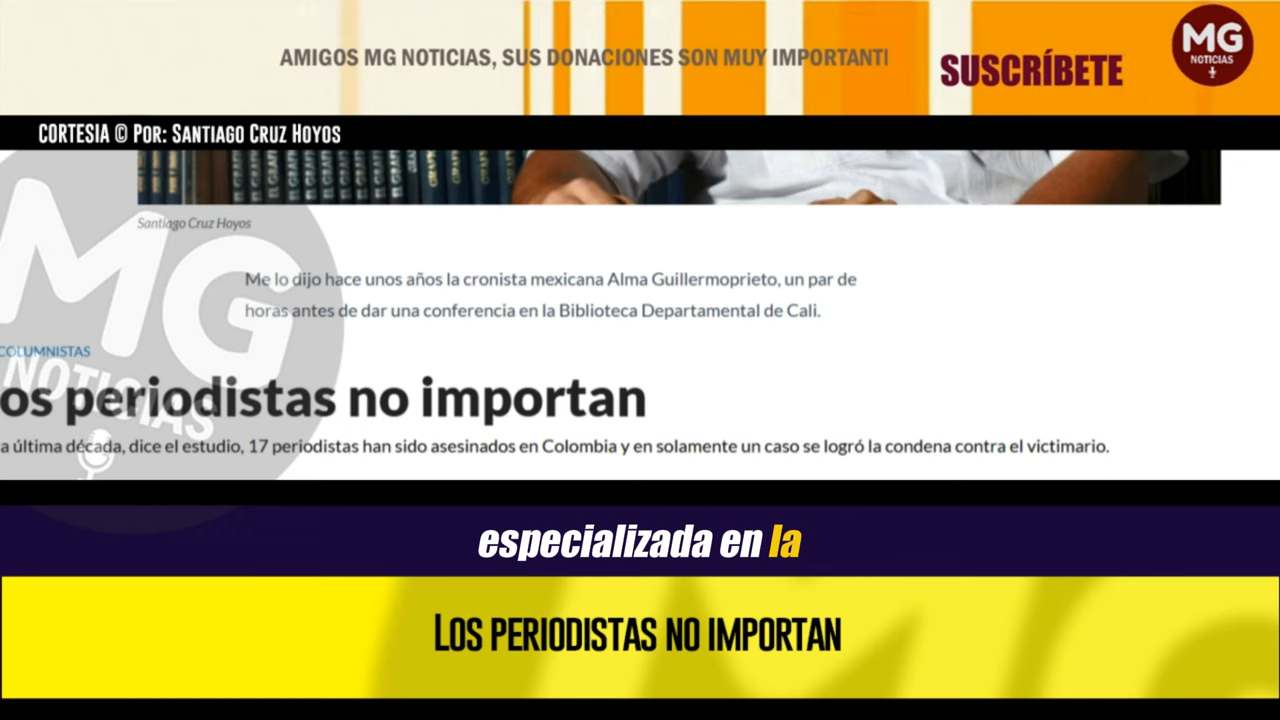 AMIGOS MG NOTICIAS, SUS DONACIONES SON MUY IMPORTANT
SUSCRÍBETE
MG
NOTICIAS
CORTESIA © Por: Santiago Cruz Hoyos
Santiago Cruz Hoyos
Me lo dijo hace unos años la cronista mexicana Alma Guillermoprieto, un par de
horas antes de dar una conferencia en la Biblioteca Departamental de Cali.
MG
NOTICIAS
COLUMNISTAS
os periodistas no importan
a última década, dice el estudio, 17 periodistas han sido asesinados en Colombia y en solamente un caso se logró la condena contra el victimario.
especializada en la
Los periodistas no importan